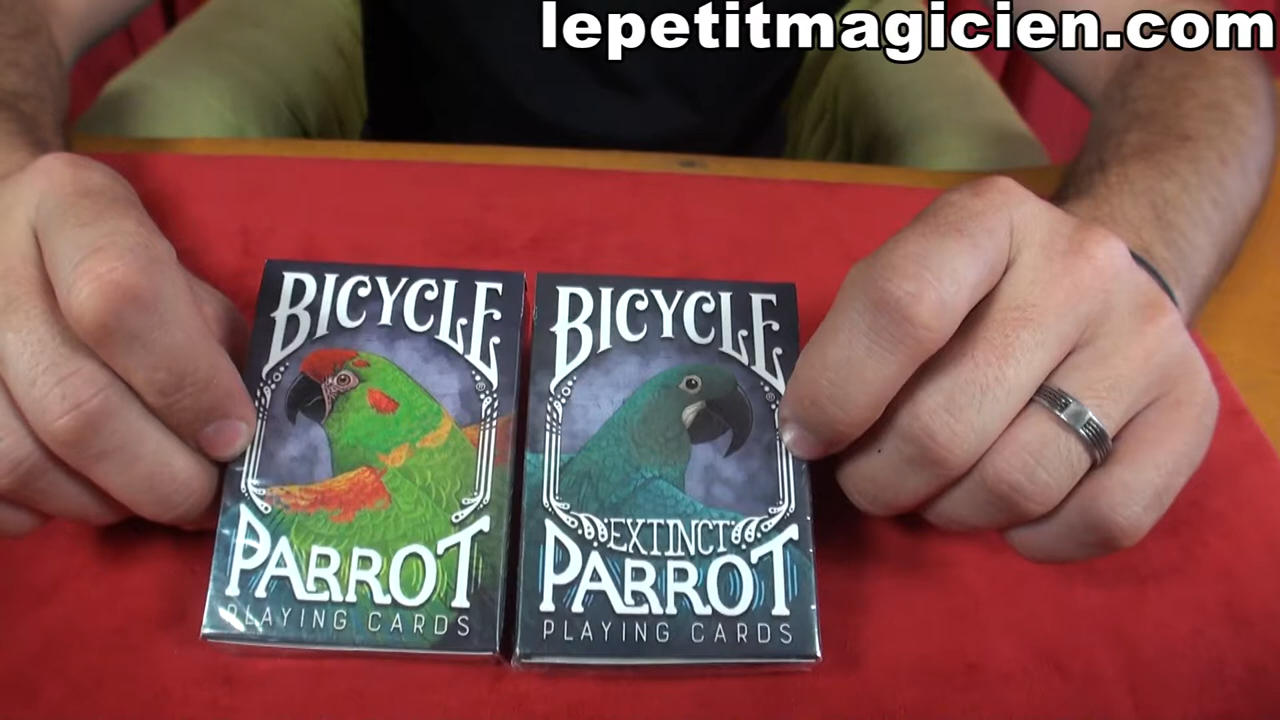 lepetitmagicien.com
BICYCLE
®
PARROT
PLAYING CARDS
BICYCLE
®
EXTINCT
PARROT
PLAYING CARDS